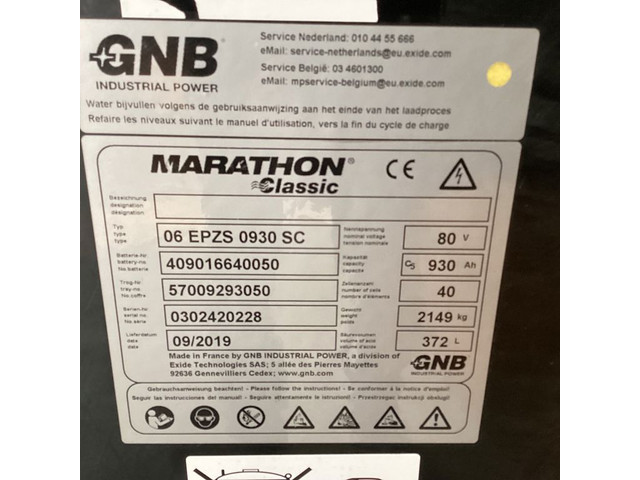 GNB®
INDUSTRIAL POWER
Service Nederland: 010 44 55 666
eMail: service-netherlands@eu.exide.com
Service België: 03 4601300
eMail: mpservice-belgium@eu.exide.com
Water bijvullen volgens de gebruiksaanwijzing aan het einde van het laadproces
Refaire les niveaux suivant le manuel d'utilisation, vers la fin du cycle de charge
MARATHON®
Classic
CE
Bezeichnung
designation
désignation
Typ
type
type
06 EPZS 0930 SC
Nennspannung
nominal voltage
tension nominale
80 V
Batterie-Nr.
battery-no.
No batterie
409016640050
Kapazität
capacity
capacité
C5 930 Ah
Trog-Nr.
tray-no.
No coffre
57009293050
Zellenanzahl
number of cells
nombre d'éléments
40
Serien-Nr.
serial no.
No série
0302420228
Gewicht
weight
poids
2149 kg
Lieferdatum
date
date
09/2019
Säurevolumen
volume of acid
volume d'acide
372 L
Made in France by GNB INDUSTRIAL POWER, a division of
Exide Technologies SAS; 5 allée des Pierres Mayettes
92636 Gennevilliers Cedex; www.gnb.com
GNB®
INDUSTRIAL POWER
Gebrauchsanweisung beachten! - Please follow the instructions! - Se conformer à la notice d'emploi!
Seguir las instrucciones del manual! - Seguire attentamente le istruzioni! - Przestrzegac instrukcji obslugi!